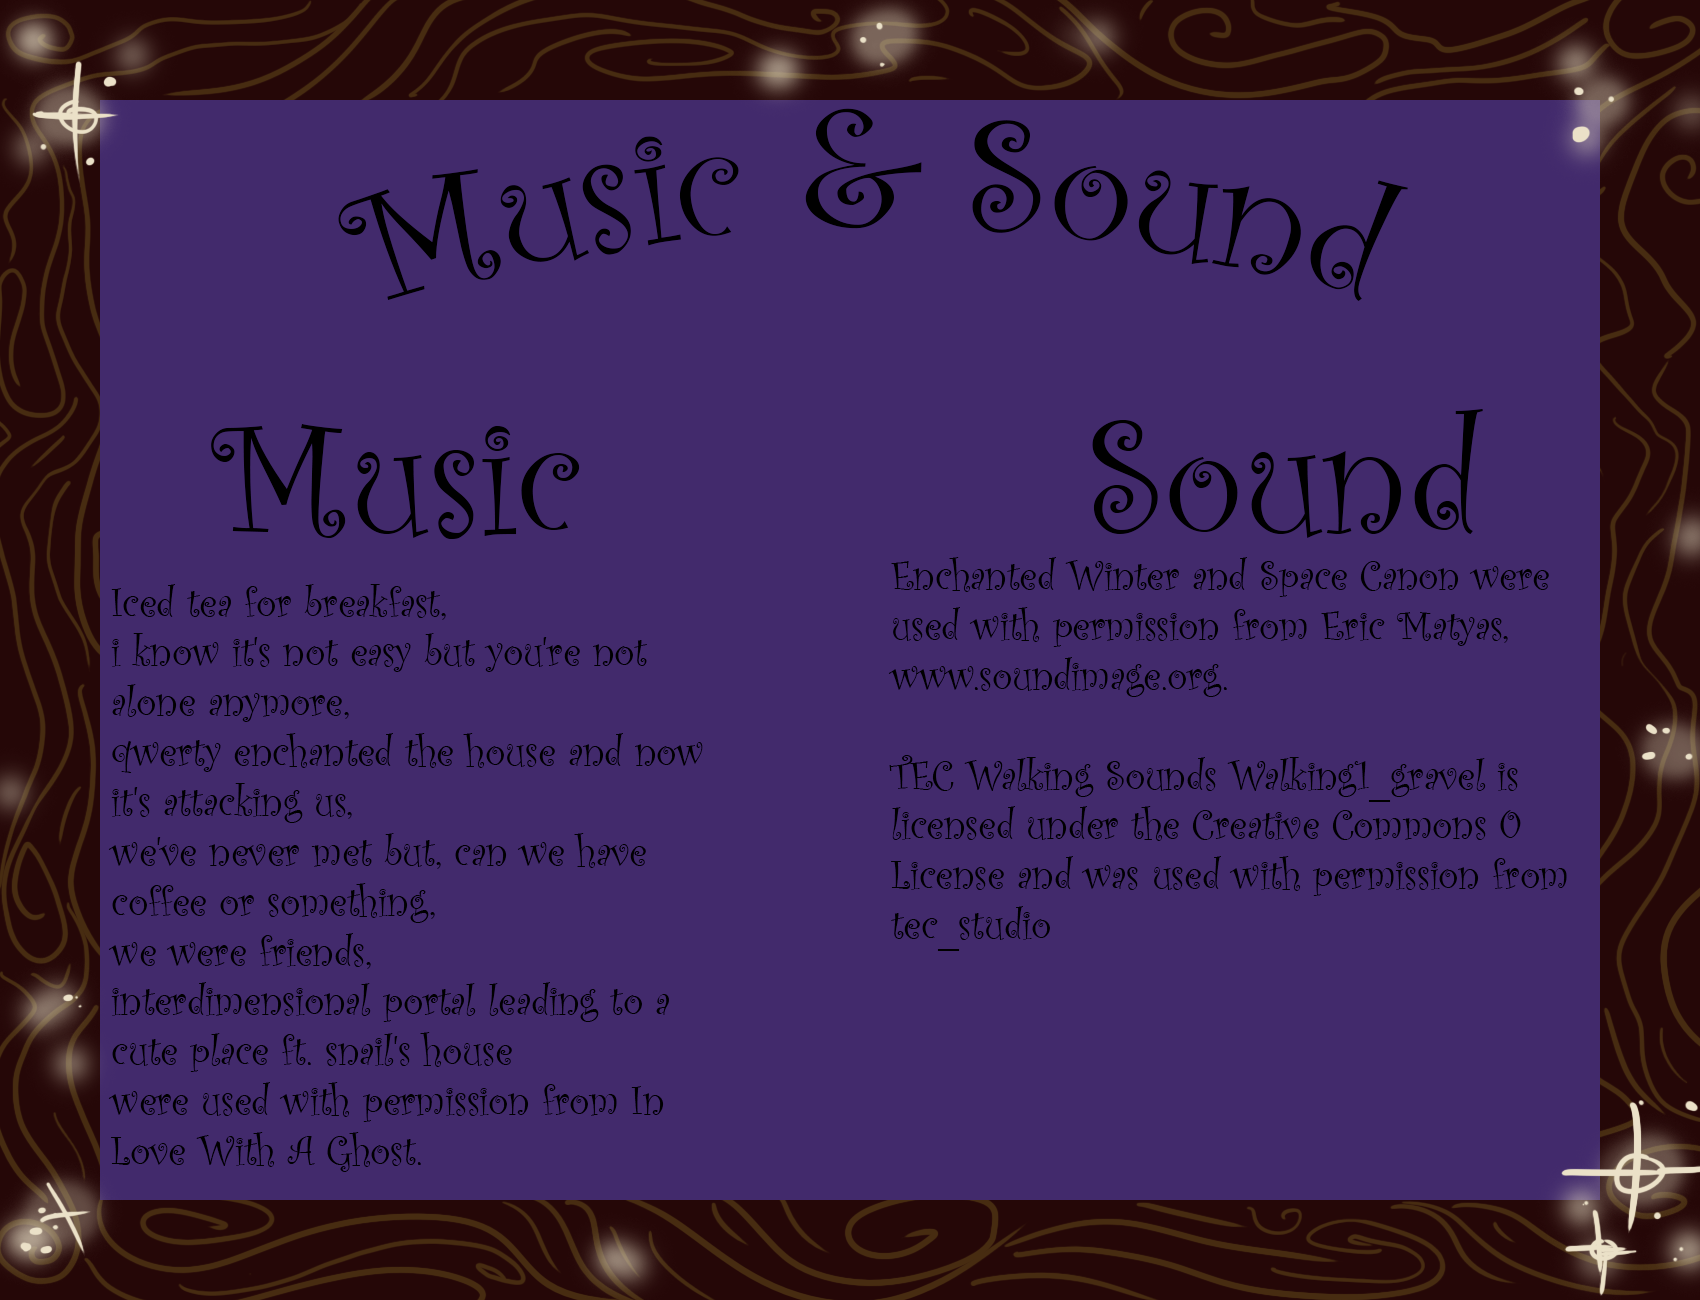 Music & Sound
Music
Iced tea for breakfast,
i know it's not easy but you're not
alone anymore,
qwerty enchanted the house and now
it's attacking us,
we've never met but, can we have
coffee or something,
we were friends,
interdimensional portal leading to a
cute place ft. snail's house
were used with permission from In
Love With A Ghost.
Sound
Enchanted Winter and Space Canon were
used with permission from Eric Matyas,
www.soundimage.org.
TEC Walking Sounds Walking1_gravel is
licensed under the Creative Commons 0
License and was used with permission from
tec_studio